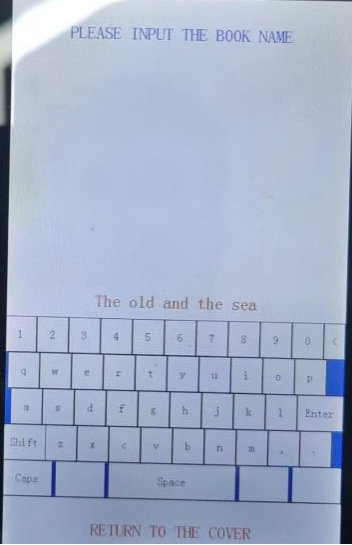 PLEASE INPUT THE BOOK NAME
The old and the sea
1 2 3 4 5 6 7 8 9 0 <
q w e r t y u i o p
a s d f g h j k l Enter
Shift z x c v b n m , .
Caps Space
RETURN TO THE COVER